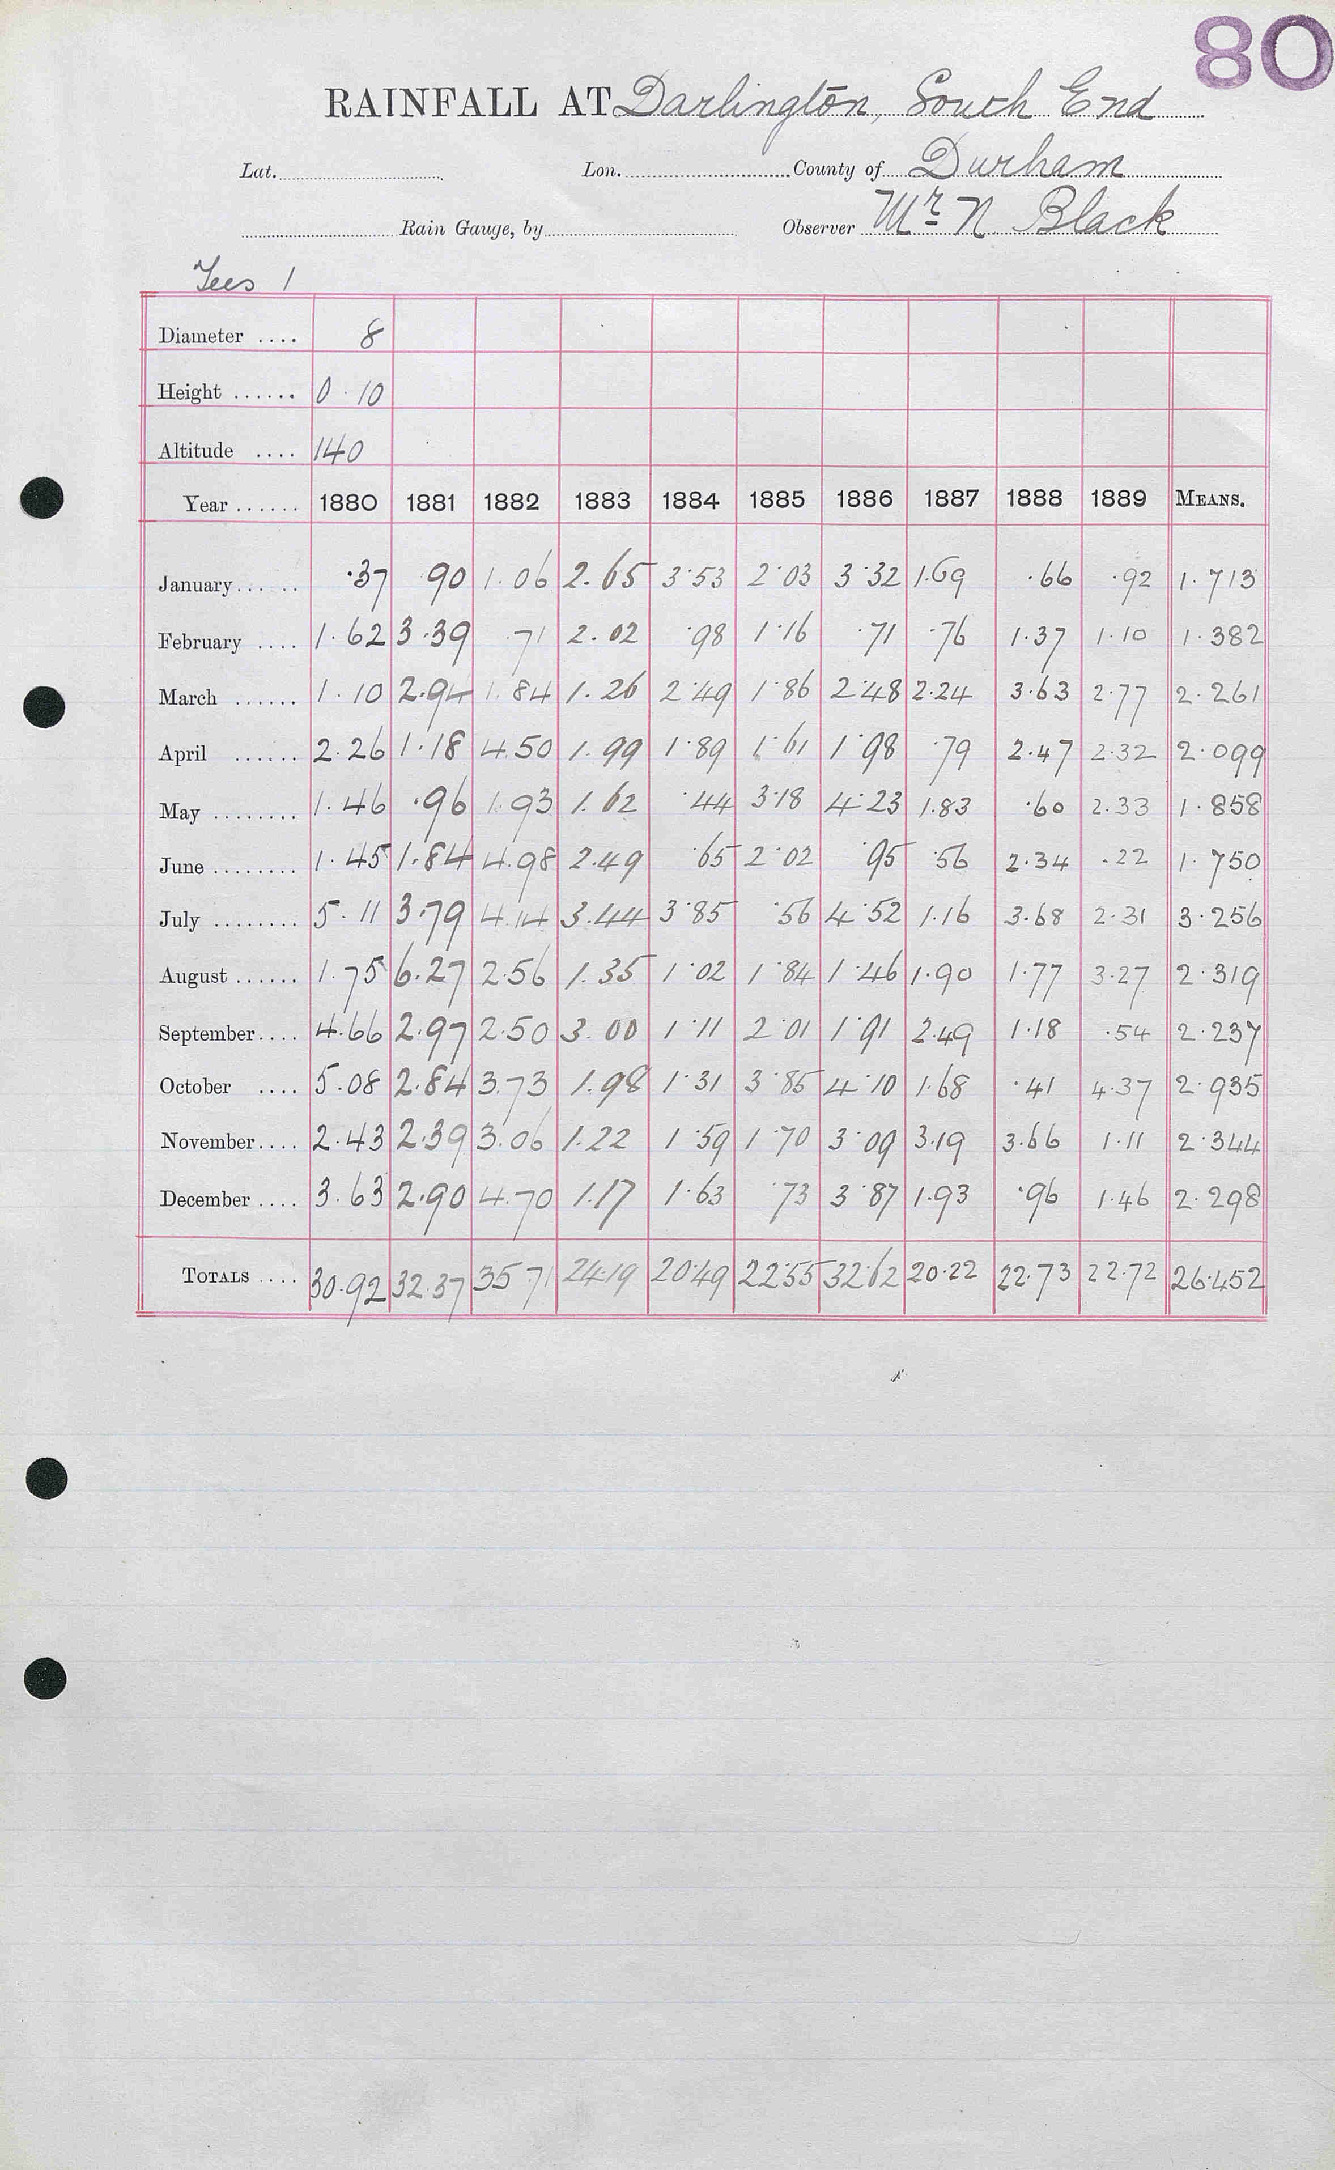 80
RAINFALL AT Darlington, South End
Lat. Lon. County of Durham
Rain Gauge, by Observer Mr N Black
Tees 1
Diameter .... 8
Height ...... 0 10
Altitude .... 140
Year ...... 1880 1881 1882 1883 1884 1885 1886 1887 1888 1889 MEANS.
January ...... .37 .90 1.06 2.65 3.53 2.03 3.32 1.69 .66 .92 1.713
February .... 1.62 3.39 .71 2.02 .98 1.16 .71 .76 1.37 1.10 1.382
March ...... 1.10 2.94 1.84 1.26 2.49 1.86 2.48 2.24 3.63 2.77 2.261
April ...... 2.26 1.18 4.50 1.99 1.89 1.61 1.98 .79 2.47 2.32 2.099
May ........ 1.46 .96 1.93 1.62 .44 3.18 4.23 1.83 .60 2.33 1.858
June ........ 1.45 1.84 4.98 2.49 .65 2.02 .95 .56 2.34 .22 1.750
July ........ 5.11 3.79 4.14 3.44 3.85 .56 4.52 1.16 3.68 2.31 3.256
August ...... 1.75 6.27 2.56 1.35 1.02 1.84 1.46 1.90 1.77 3.27 2.319
September .... 4.66 2.97 2.50 3.00 1.11 2.01 1.91 2.49 1.18 .54 2.237
October .... 5.08 2.84 3.73 1.98 1.31 3.85 4.10 1.68 .41 4.37 2.935
November .... 2.43 2.39 3.06 1.22 1.59 1.70 3.09 3.19 3.66 1.11 2.344
December .... 3.63 2.90 4.70 1.17 1.63 .73 3.87 1.93 .96 1.46 2.298
TOTALS .... 30.92 32.37 35.71 24.19 20.49 22.55 32.62 20.22 22.73 22.72 26.452